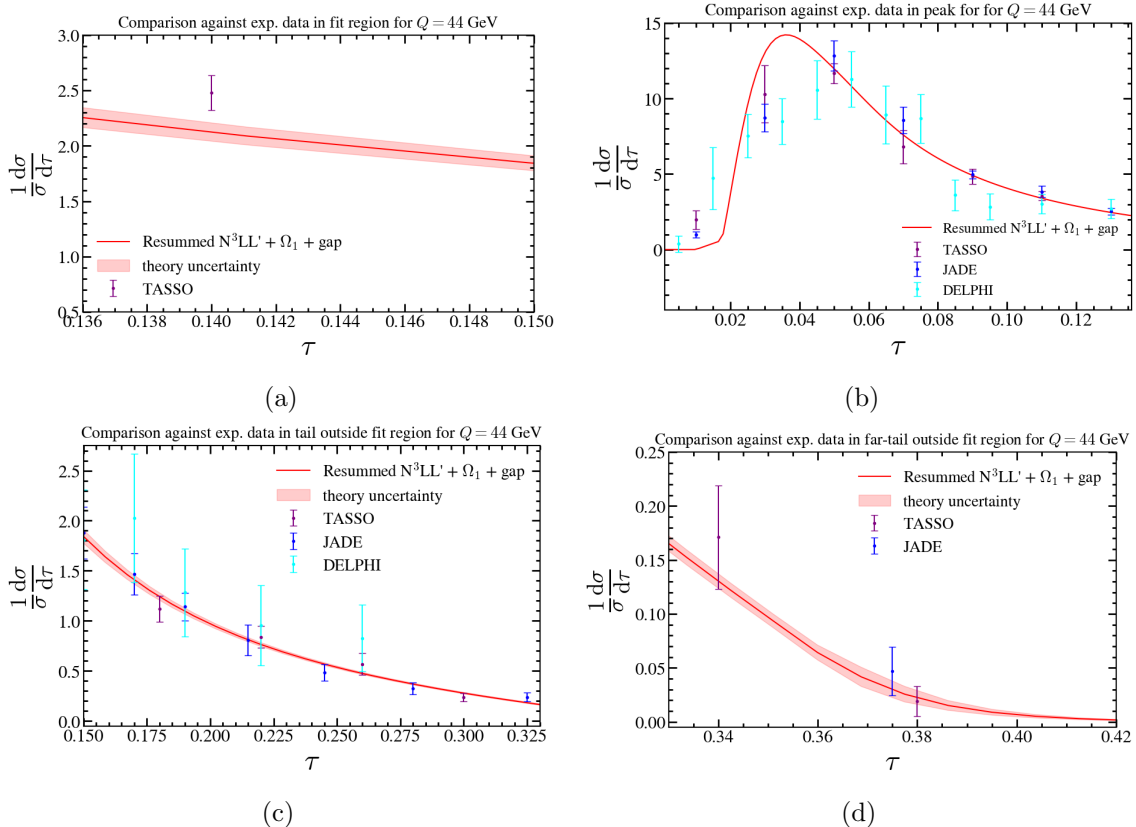 Comparison against exp. data in fit region for Q = 44 GeV
3.0
2.5
2.0
1.5
1.0
0.5
1/σ dσ/dτ
Resummed N³LL' + Ω₁ + gap
theory uncertainty
TASSO
0.136 0.138 0.140 0.142 0.144 0.146 0.148 0.150
τ
(a)
Comparison against exp. data in peak for for Q = 44 GeV
15
10
5
0
1/σ dσ/dτ
Resummed N³LL' + Ω₁ + gap
TASSO
JADE
DELPHI
0.02 0.04 0.06 0.08 0.10 0.12
τ
(b)
Comparison against exp. data in tail outside fit region for Q = 44 GeV
2.5
2.0
1.5
1.0
0.5
0.0
1/σ dσ/dτ
Resummed N³LL' + Ω₁ + gap
theory uncertainty
TASSO
JADE
DELPHI
0.150 0.175 0.200 0.225 0.250 0.275 0.300 0.325
τ
(c)
Comparison against exp. data in far-tail outside fit region for Q = 44 GeV
0.25
0.20
0.15
0.10
0.05
0.00
1/σ dσ/dτ
Resummed N³LL' + Ω₁ + gap
theory uncertainty
TASSO
JADE
0.34 0.36 0.38 0.40 0.42
τ
(d)